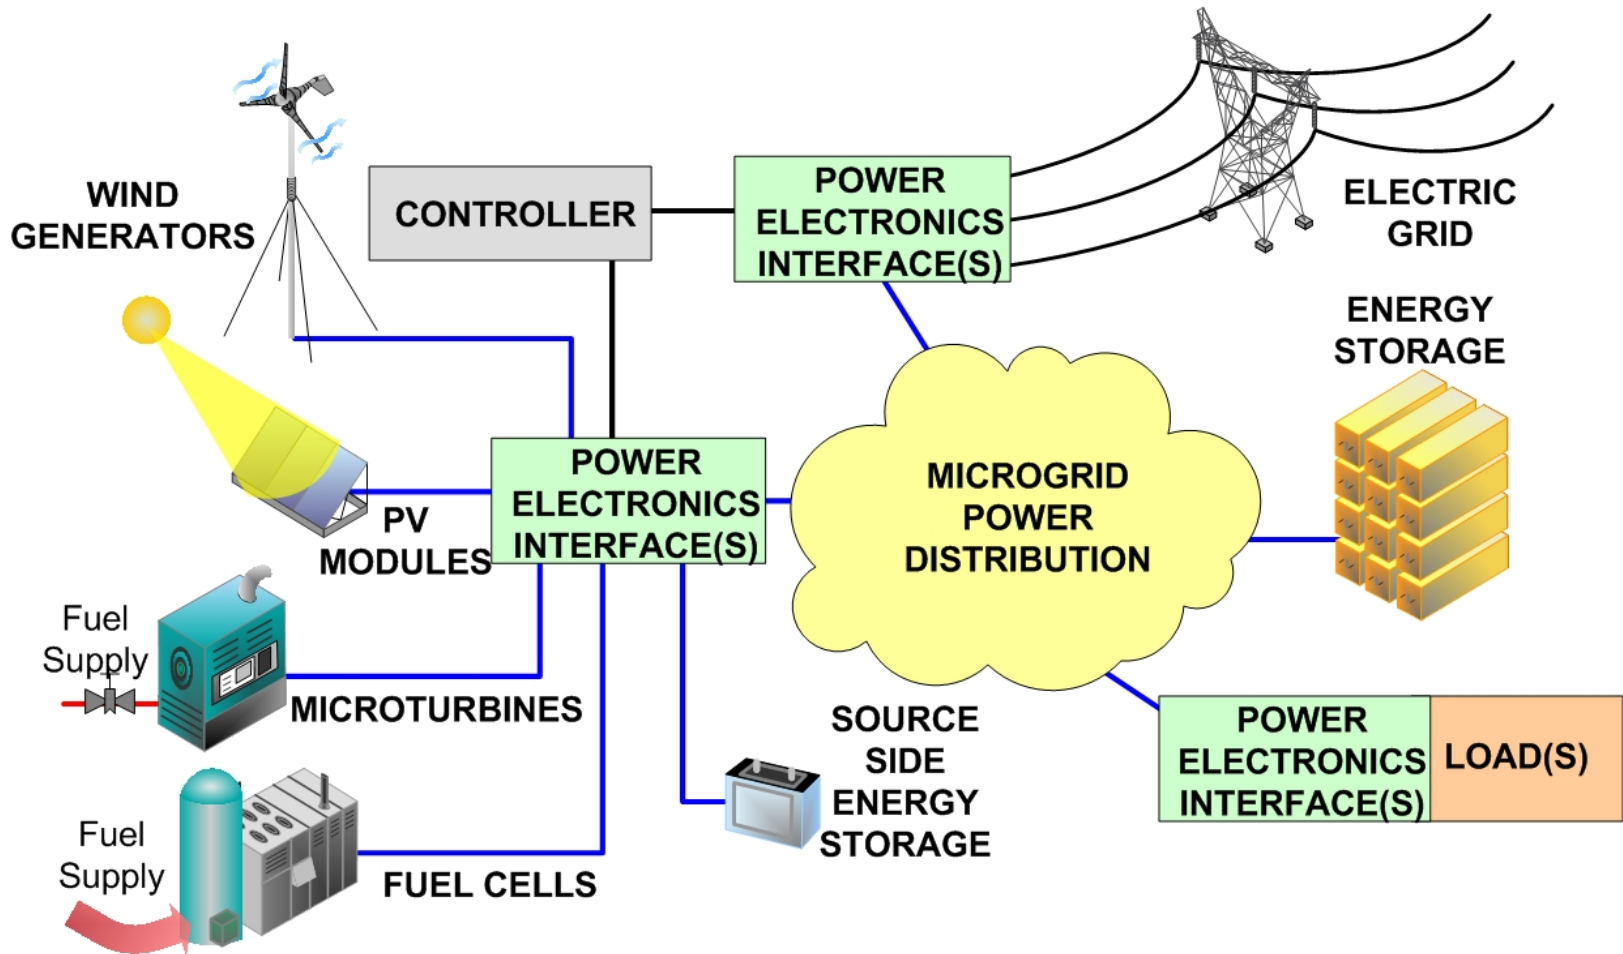 WIND
GENERATORS
CONTROLLER
POWER
ELECTRONICS
INTERFACE(S)
ELECTRIC
GRID
ENERGY
STORAGE
PV
MODULES
POWER
ELECTRONICS
INTERFACE(S)
MICROGRID
POWER
DISTRIBUTION
Fuel
Supply
MICROTURBINES
SOURCE
SIDE
ENERGY
STORAGE
POWER
ELECTRONICS
INTERFACE(S)
LOAD(S)
Fuel
Supply
FUEL CELLS